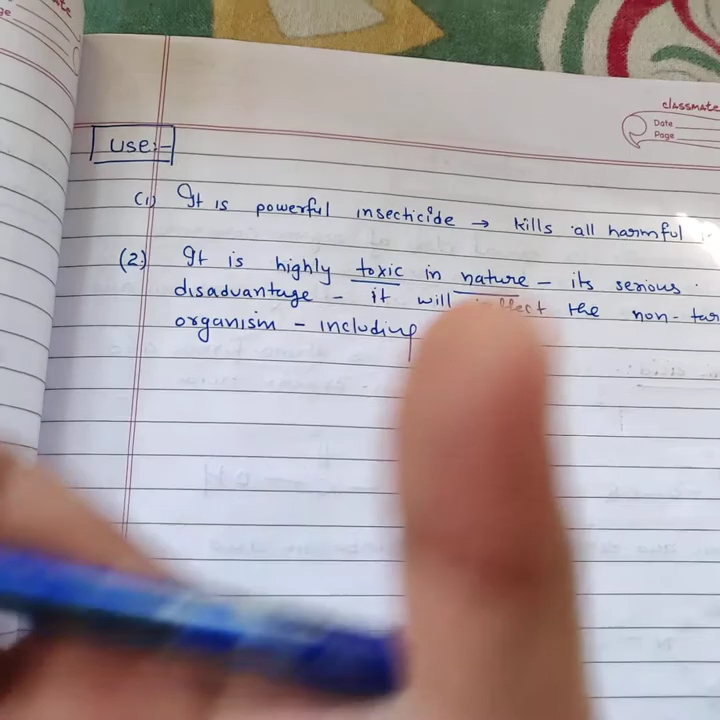 classmate
Date
Page
Use:-
(1) It is powerful insecticide → kills all harmful
(2) It is highly toxic in nature - its serious
disadvantage - it will the non-tar
organism - including